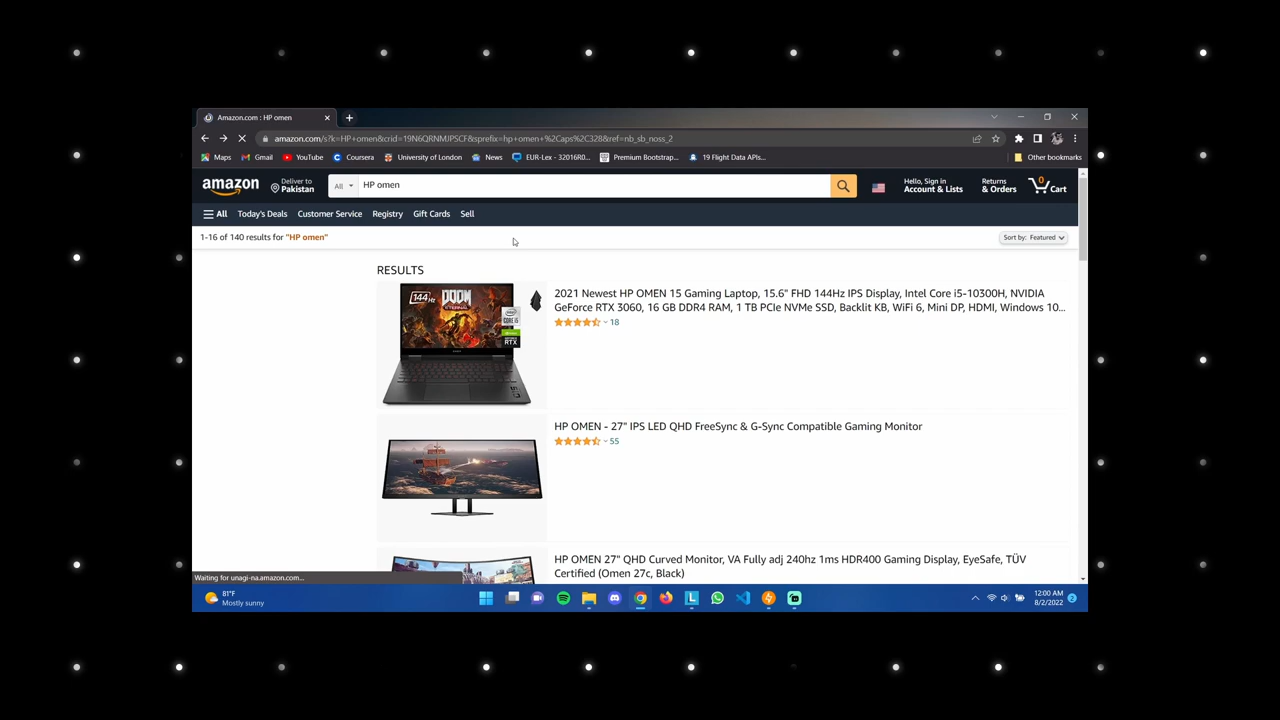 Amazon.com : HP omen
amazon.com/s?k=HP+omen&crid=19N6QRNMJPSCF&sprefix=hp+omen+%2Caps%2C328&ref=nb_sb_noss_2
Maps Gmail YouTube Coursera University of London News EUR-Lex - 32016R0... Premium Bootstrap... 19 Flight Data APIs... Other bookmarks
amazon
Deliver to
Pakistan
All
HP omen
Hello, Sign in
Account & Lists
Returns
& Orders
0
Cart
All Today's Deals Customer Service Registry Gift Cards Sell
1-16 of 140 results for "HP omen"
Sort by: Featured
RESULTS
144Hz
DOOM
ETERNAL
RTX
2021 Newest HP OMEN 15 Gaming Laptop, 15.6" FHD 144Hz IPS Display, Intel Core i5-10300H, NVIDIA
GeForce RTX 3060, 16 GB DDR4 RAM, 1 TB PCIe NVMe SSD, Backlit KB, WiFi 6, Mini DP, HDMI, Windows 10...
18
HP OMEN - 27" IPS LED QHD FreeSync & G-Sync Compatible Gaming Monitor
55
HP OMEN 27" QHD Curved Monitor, VA Fully adj 240hz 1ms HDR400 Gaming Display, EyeSafe, TÜV
Certified (Omen 27c, Black)
Waiting for unagi-na.amazon.com...
81°F
Mostly sunny
12:00 AM
8/2/2022
2